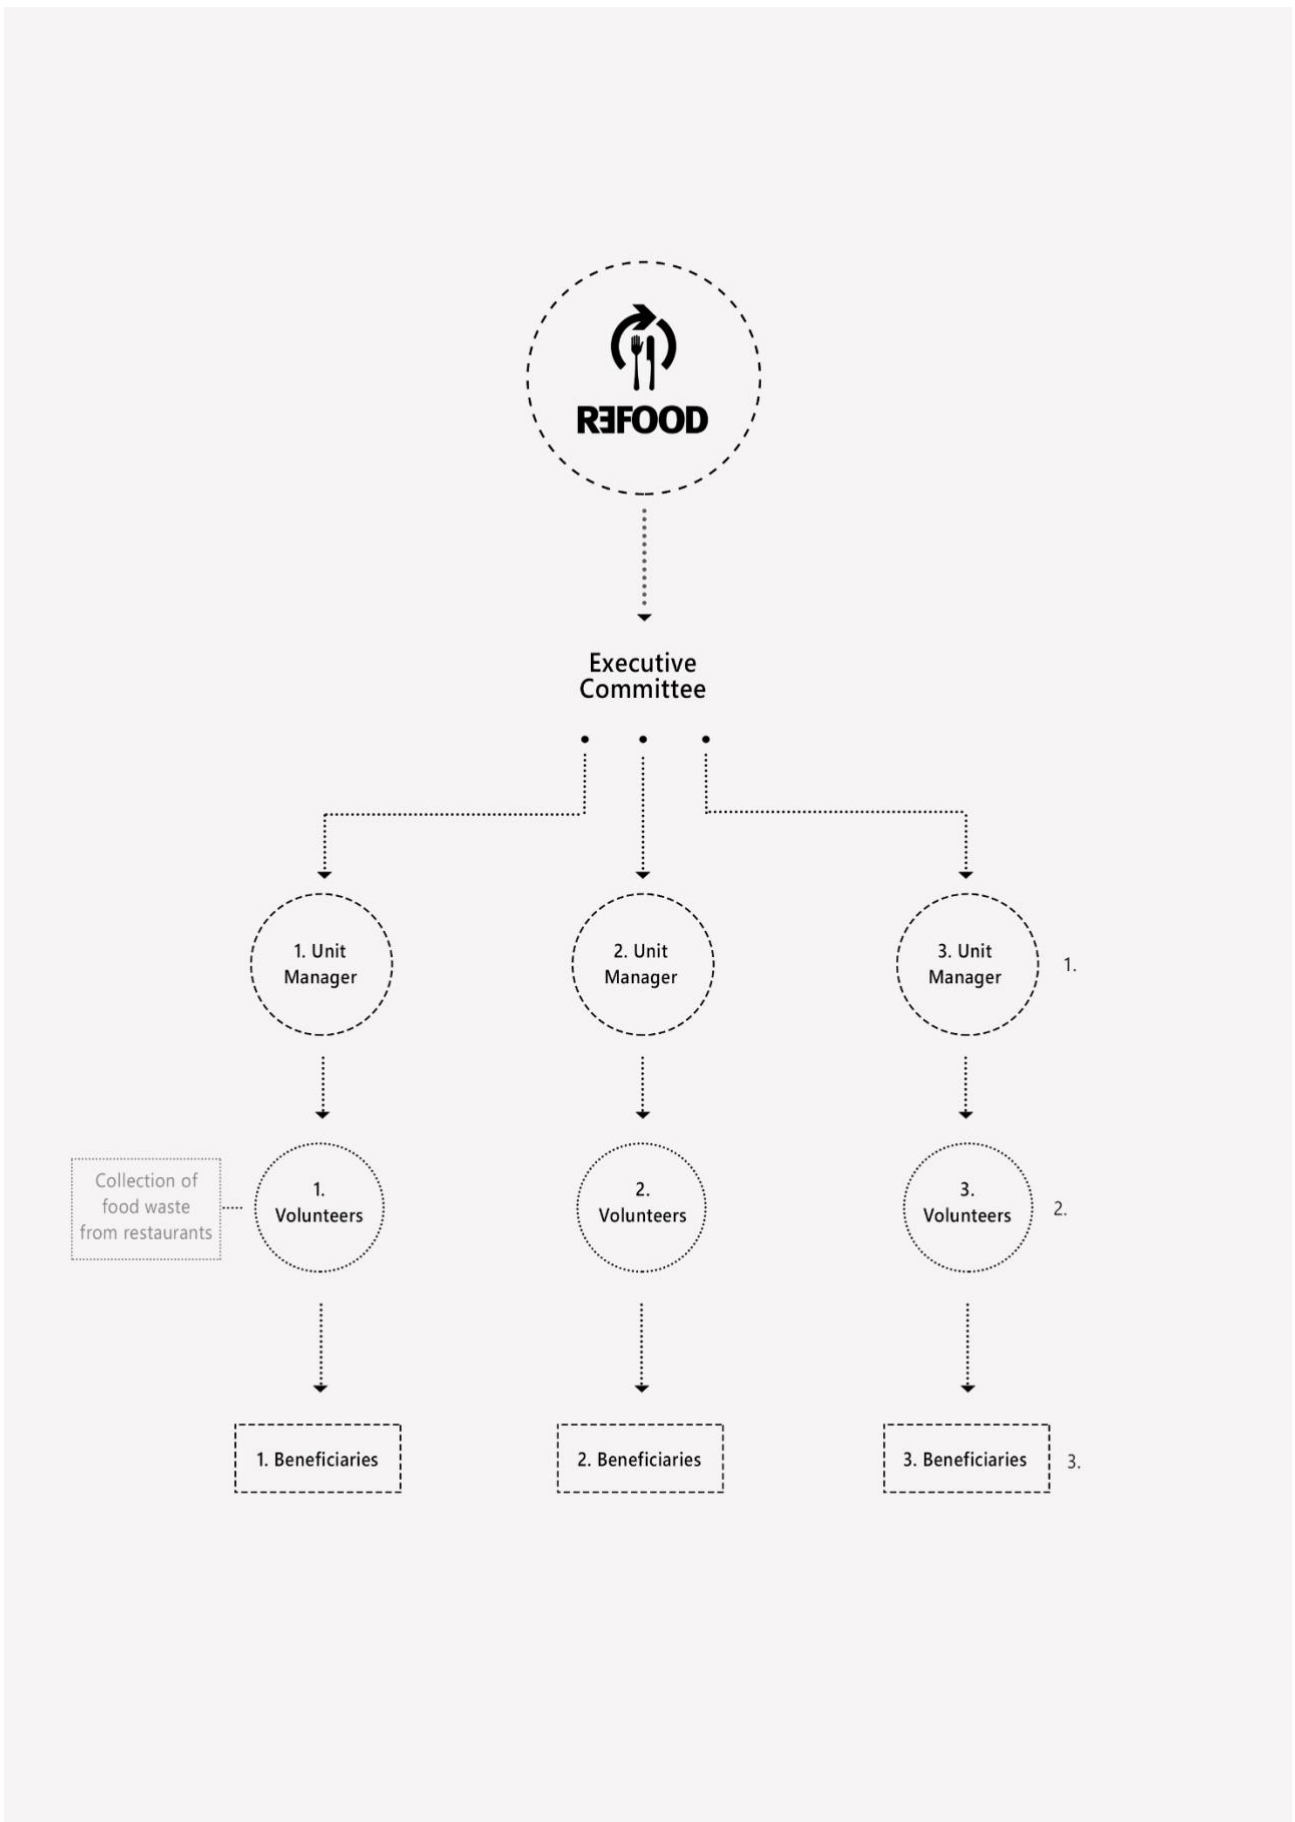 RƎFOOD
Executive
Committee
1. Unit
Manager
2. Unit
Manager
3. Unit
Manager
1.
Collection of
food waste
from restaurants
1.
Volunteers
2.
Volunteers
3.
Volunteers
2.
1. Beneficiaries
2. Beneficiaries
3. Beneficiaries
3.